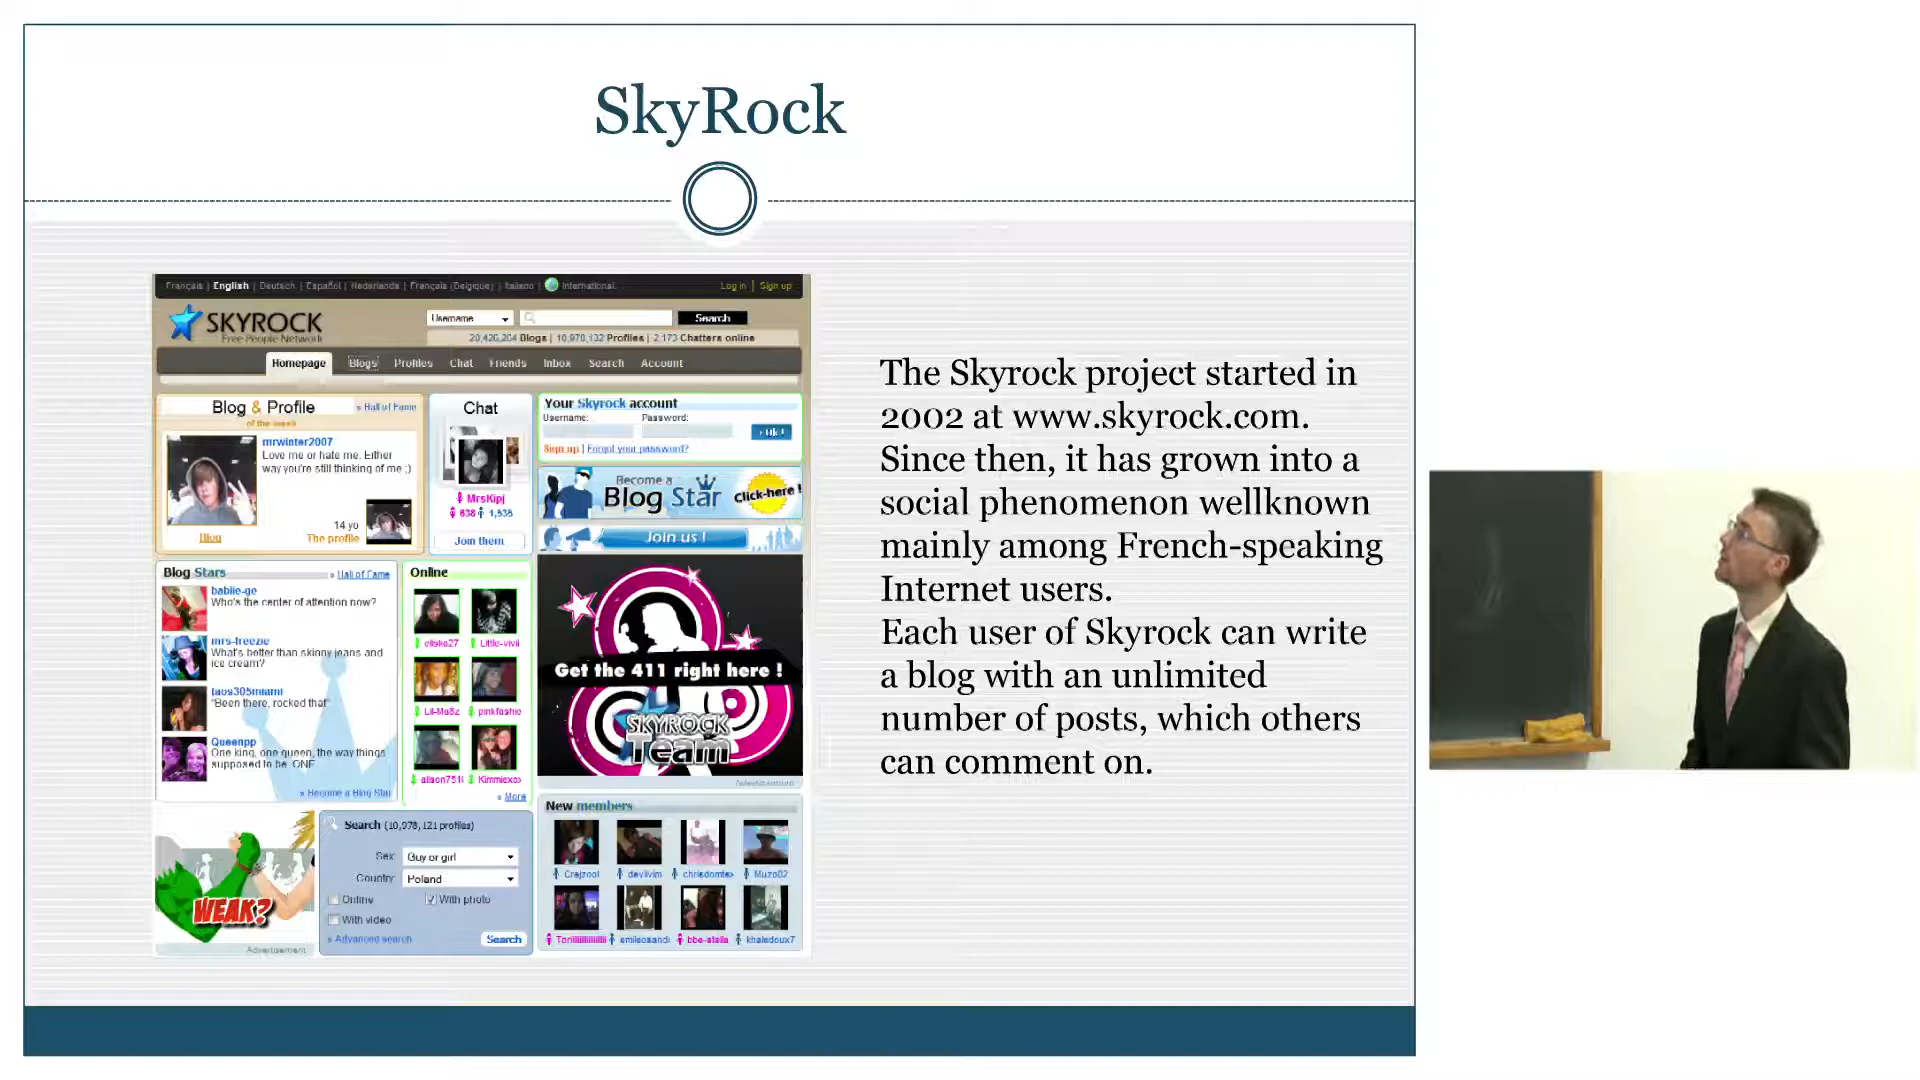 SkyRock
Français | English | Deutsch | Español | Nederlands | Français (Belgique) | Italiano | International
Log in | Sign up
SKYROCK
Free People Network
Username
Search
20,426,204 Blogs | 10,978,132 Profiles | 2,173 Chatters online
Homepage Blogs Profiles Chat Friends Inbox Search Account
Blog & Profile
of the week
» Hall of Fame
mrwinter2007
Love me or hate me. Either
way you're still thinking of me ;)
14 yo
Blog
The profile
Chat
MrsKipj
638 1,535
Join them
Your Skyrock account
Username:
Password:
Ok !
Sign up | Forgot your password?
Become a
Blog Star
Click-here !
Join us !
Blog Stars
» Hall of Fame
bablie-ge
Who's the center of attention now?
mrs-freezie
What's better than skinny jeans and
ice cream?
taos305miami
"Been there, rocked that"
Queenpp
One king, one queen, the way things
supposed to be. ONE
» Become a Blog Star
Online
Little-vivii
Lil-Ma8z
pinkfashio
alison751
Kimmiexox
» More
Get the 411 right here !
SKYROCK
Team
Advertisement
WEAK?
Advertisement
Search (10,978,121 profiles)
Sex: Guy or girl
Country: Poland
Online
With photo
With video
» Advanced search
Search
New members
Crajzool
devilvim
Muzo02
emileosandi
bbe-stella
khaledoux7
The Skyrock project started in
2002 at www.skyrock.com.
Since then, it has grown into a
social phenomenon wellknown
mainly among French-speaking
Internet users.
Each user of Skyrock can write
a blog with an unlimited
number of posts, which others
can comment on.